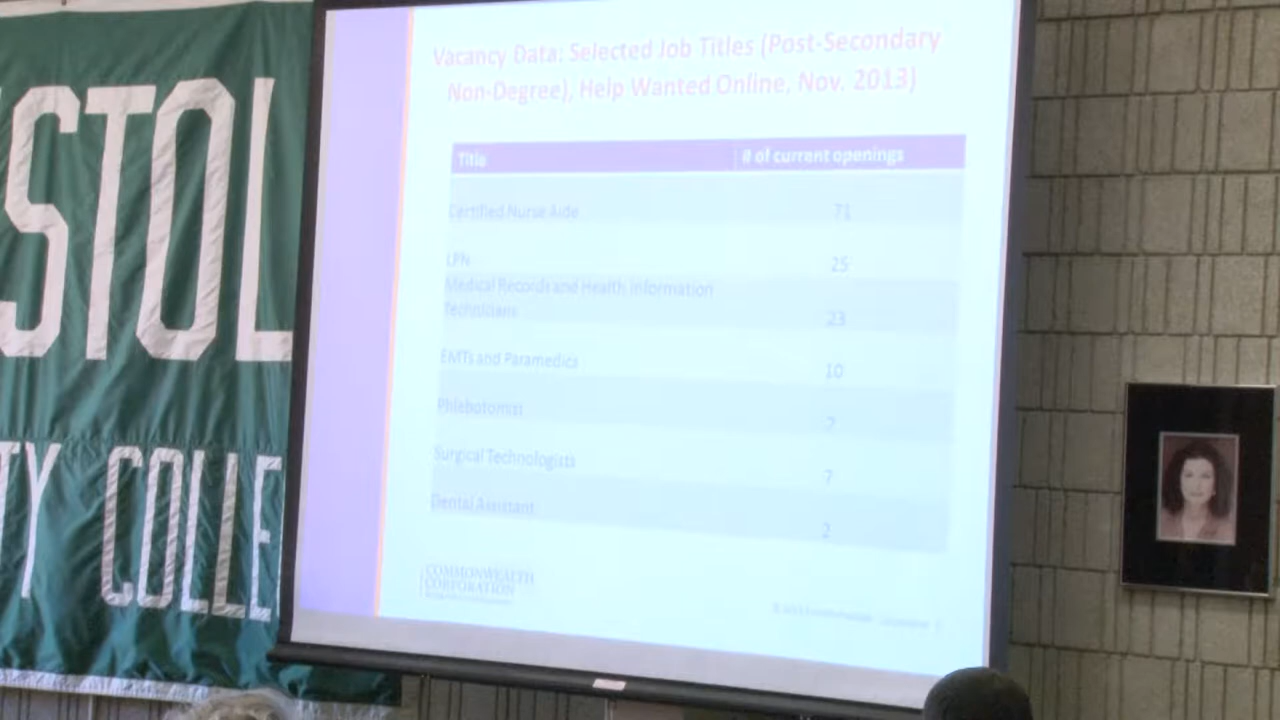 STOL
TY COLLE
Vacancy Data: Selected Job Titles (Post-Secondary
Non-Degree), Help Wanted Online, Nov. 2013)
Title # of current openings
Certified Nurse Aide 71
LPN 25
Medical Records and Health Information
Technicians 23
EMTs and Paramedics 10
Phlebotomist
Surgical Technologists 7
Dental Assistant 2
COMMONWEALTH
CORPORATION